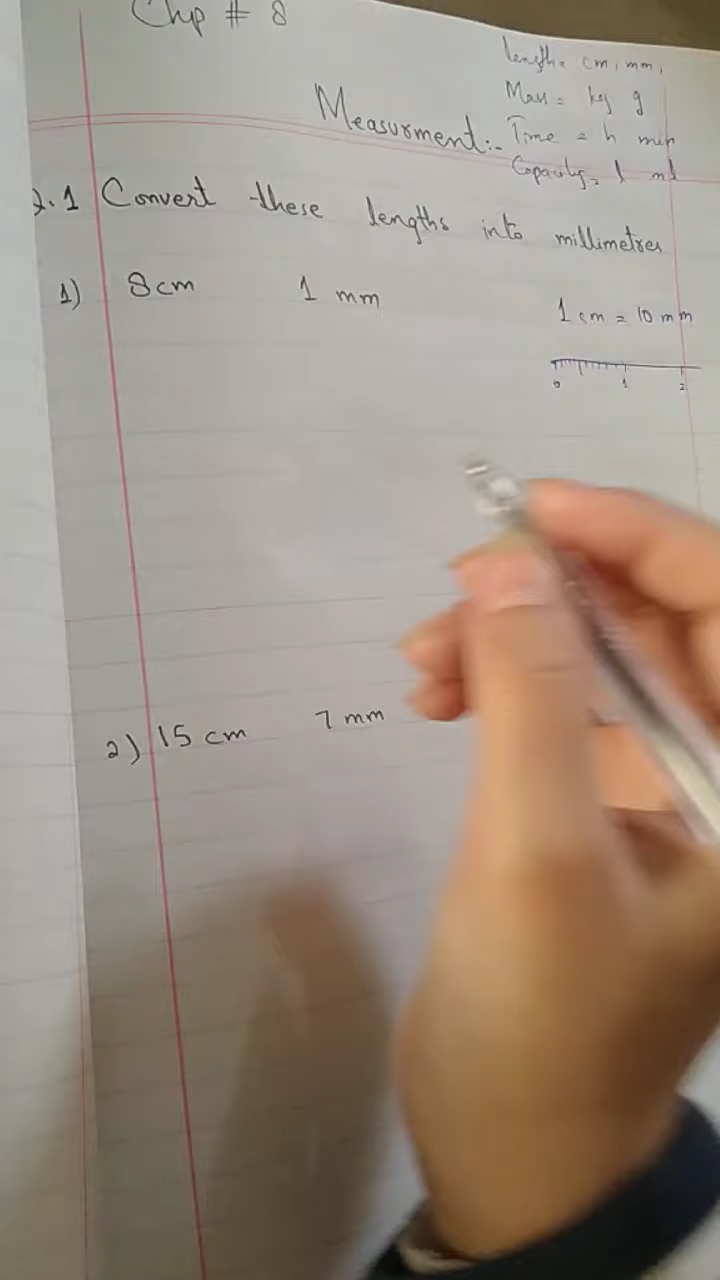 Chp # 8
length= cm, mm,
Mass = kg g
Measurment:- Time = h min
Capacity= l ml
Q.1 Convert these lengths into millimetres
1) 8cm 1 mm
1 cm = 10 mm
0 1 2
2) 15 cm 7 mm